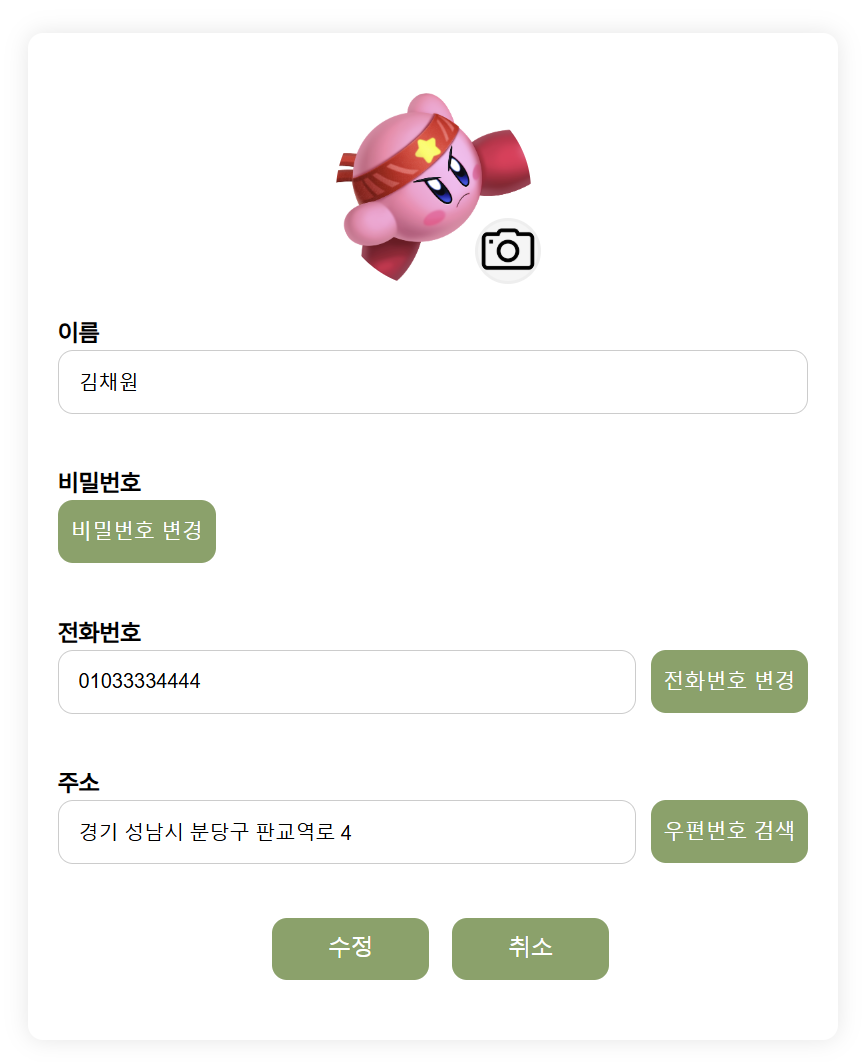 이름
김채원
비밀번호
비밀번호 변경
전화번호
01033334444 전화번호 변경
주소
경기 성남시 분당구 판교역로 4 우편번호 검색
수정 취소